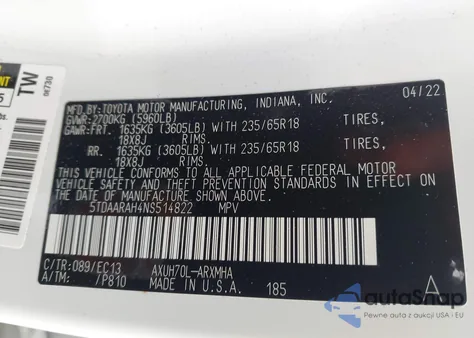 MFD.BY:TOYOTA MOTOR MANUFACTURING, INDIANA, INC. 04/22
GVWR:2700KG (5960LB)
GAWR:FRT. 1635KG (3605LB) WITH 235/65R18 TIRES,
18X8J RIMS.
RR. 1635KG (3605LB) WITH 235/65R18 TIRES,
18X8J RIMS.
THIS VEHICLE CONFORMS TO ALL APPLICABLE FEDERAL MOTOR
VEHICLE SAFETY AND THEFT PREVENTION STANDARDS IN EFFECT ON
THE DATE OF MANUFACTURE SHOWN ABOVE.
5TDAARAH4NS514822 MPV
C/TR:089/EC13 AXUH70L-ARXMHA
A/TM: /P810 MADE IN U.S.A. 185 A
TW
autoSnap
Pewne auta z aukcji USA i EU